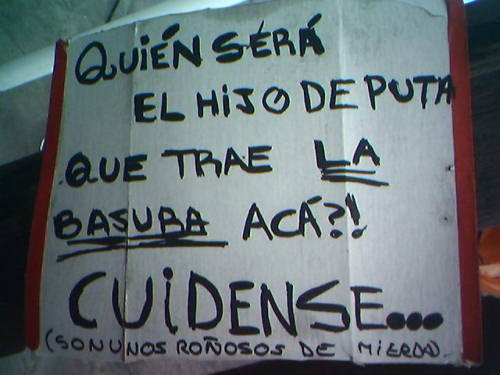 QUIÉN SERÁ
EL HIJO DE PUTA
QUE TRAE LA
BASURA ACÁ?!
CUIDENSE...
(SON UNOS ROÑOSOS DE MIERDA)